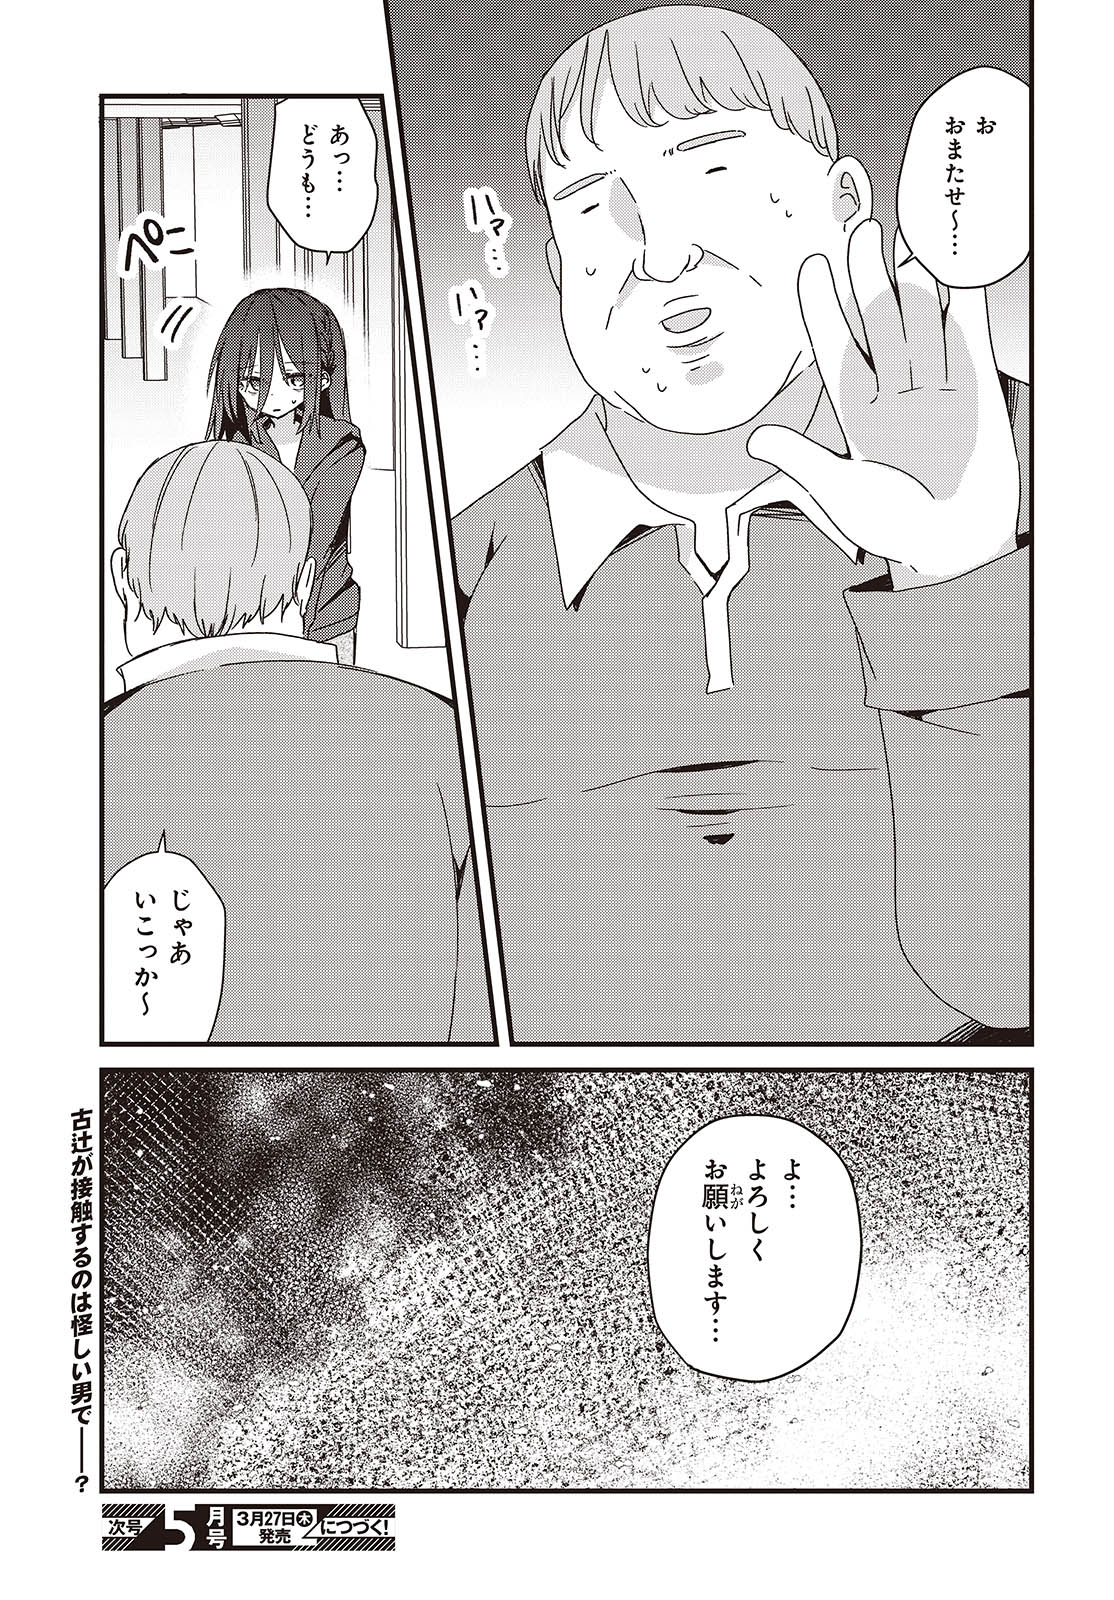 お
おまたせ～…
ハァ…
ハァ…
あっ…
どうも…
ペこ
じゃあ
いこっか～
よ…
よろしく
お願いします…
ねが
古辻が接触するのは怪しい男で――？
次号
5
月号
3月27日㊍
発売
につづく！